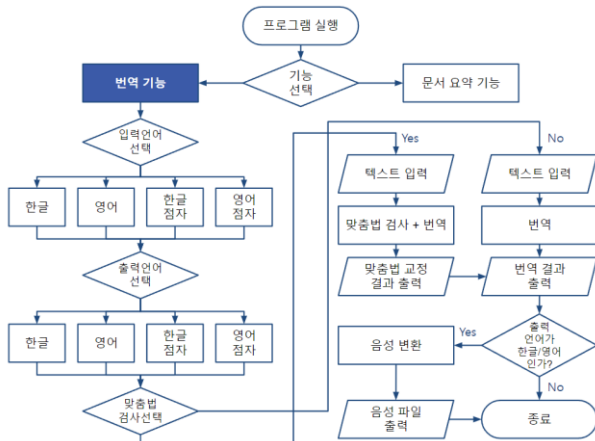 프로그램 실행
기능
선택
번역 기능
문서 요약 기능
입력언어
선택
한글
영어
한글
점자
영어
점자
출력언어
선택
한글
영어
한글
점자
영어
점자
맞춤법
검사선택
Yes
텍스트 입력
맞춤법 검사 + 번역
맞춤법 교정
결과 출력
No
텍스트 입력
번역
번역 결과
출력
출력
언어가
한글/영어
인가?
Yes
음성 변환
음성 파일
출력
No
종료